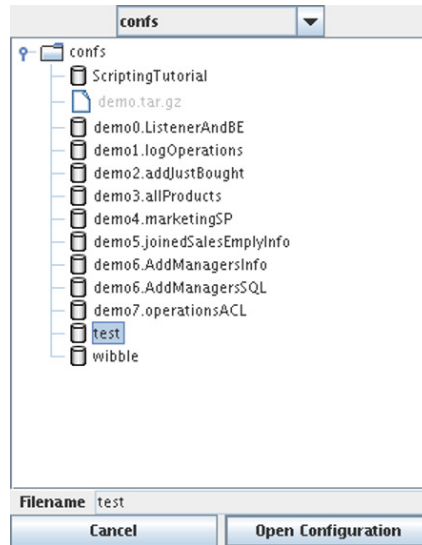 confs
confs
ScriptingTutorial
demo.tar.gz
demo0.ListenerAndBE
demo1.logOperations
demo2.addJustBought
demo3.allProducts
demo4.marketingSP
demo5.joinedSalesEmplyInfo
demo6.AddManagersInfo
demo6.AddManagersSQL
demo7.operationsACL
test
wibble
Filename test
Cancel Open Configuration